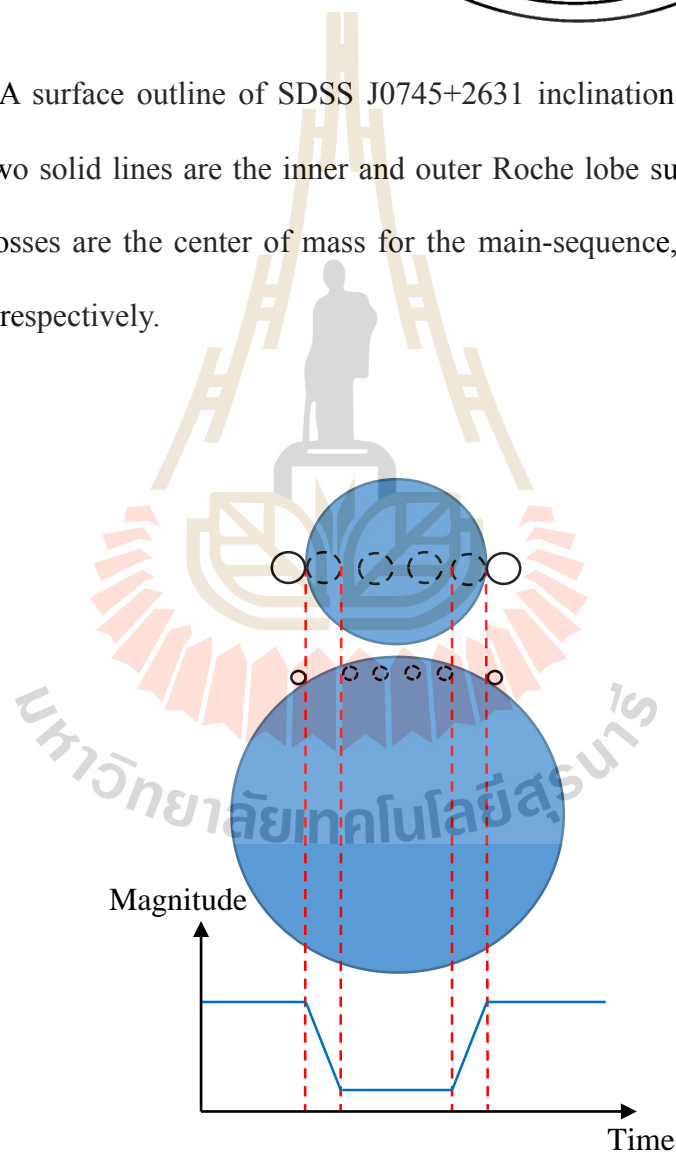 A surface outline of SDSS J0745+2631 inclination
wo solid lines are the inner and outer Roche lobe su
osses are the center of mass for the main-sequence,
respectively.
มหาวิทยาลัยเทคโนโลยีสุรนารี
Magnitude
Time